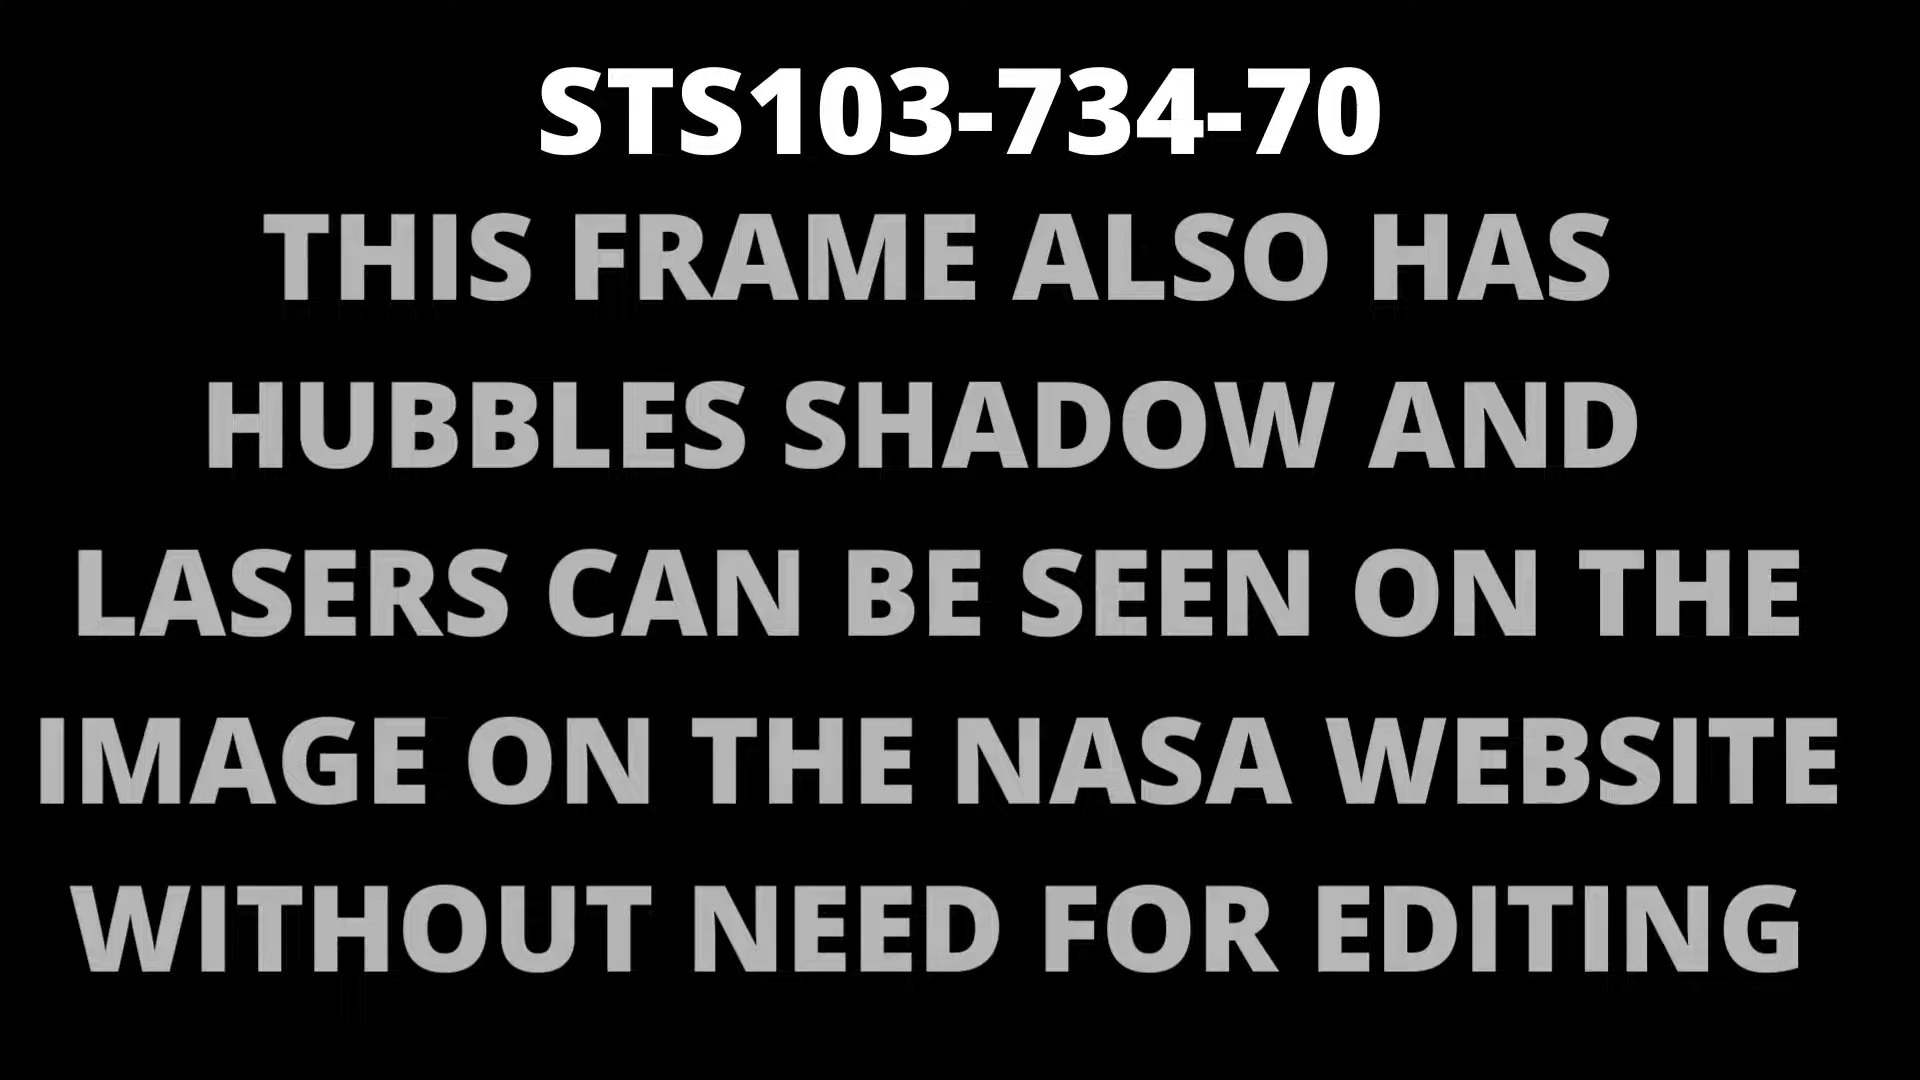 STS103-734-70
THIS FRAME ALSO HAS
HUBBLES SHADOW AND
LASERS CAN BE SEEN ON THE
IMAGE ON THE NASA WEBSITE
WITHOUT NEED FOR EDITING